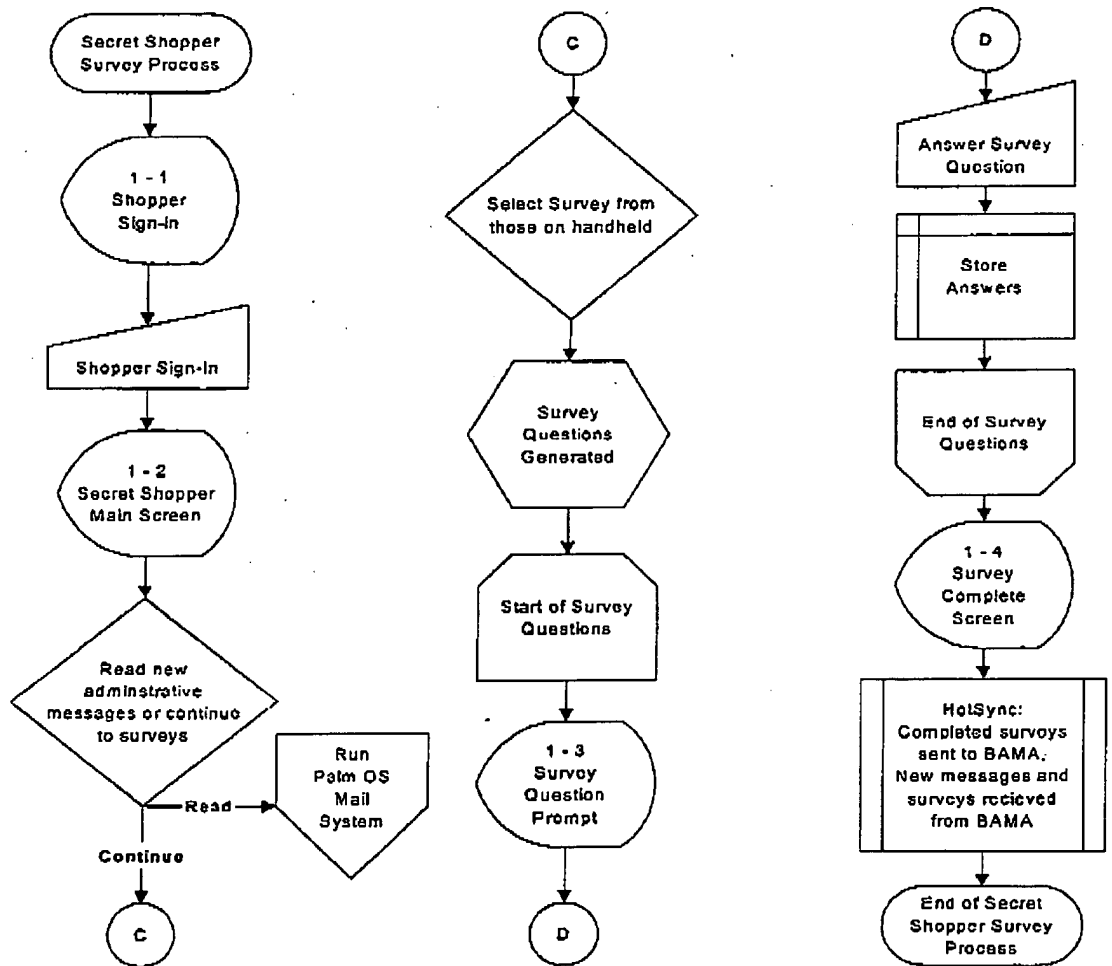 Secret Shopper
Survey Process
1 - 1
Shopper
Sign-In
Shopper Sign-In
1 - 2
Secret Shopper
Main Screen
Read new
adminstrative
messages or continue
to surveys
Read
Run
Palm OS
Mail
System
Continue
C
C
Select Survey from
those on handheld
Survey
Questions
Generated
Start of Survey
Questions
1 - 3
Survey
Question
Prompt
D
D
Answer Survey
Question
Store
Answers
End of Survey
Questions
1 - 4
Survey
Complete
Screen
HotSync:
Completed surveys
sent to BAMA.
New messages and
surveys recieved
from BAMA
End of Secret
Shopper Survey
Process